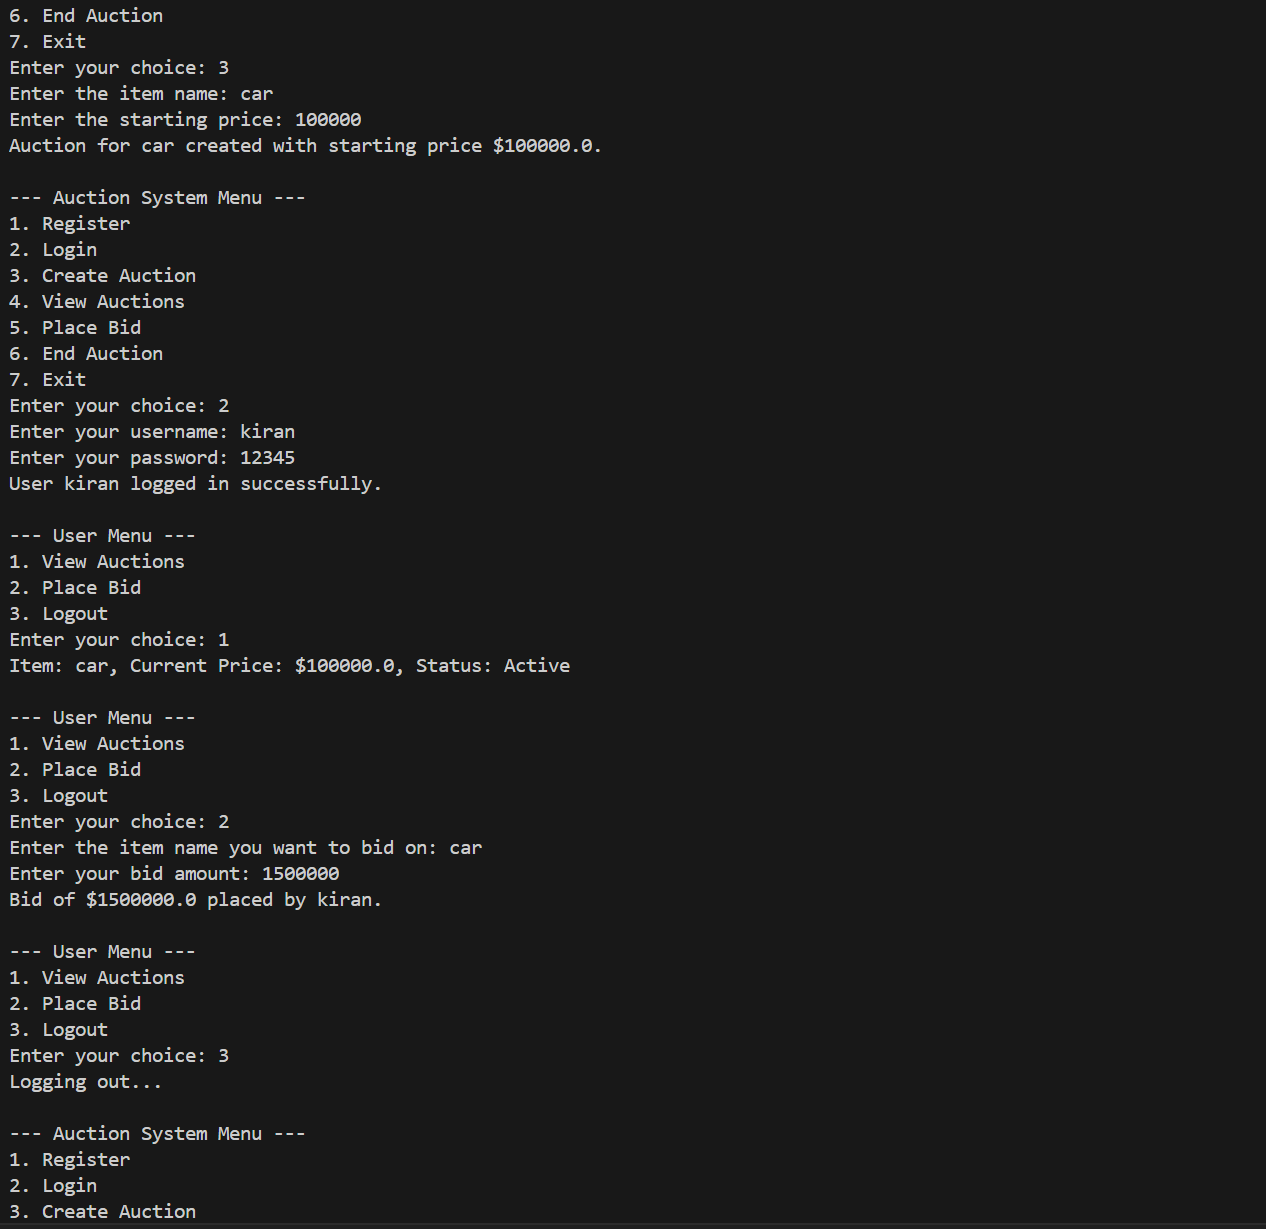 6. End Auction
7. Exit
Enter your choice: 3
Enter the item name: car
Enter the starting price: 100000
Auction for car created with starting price $100000.0.
--- Auction System Menu ---
1. Register
2. Login
3. Create Auction
4. View Auctions
5. Place Bid
6. End Auction
7. Exit
Enter your choice: 2
Enter your username: kiran
Enter your password: 12345
User kiran logged in successfully.
--- User Menu ---
1. View Auctions
2. Place Bid
3. Logout
Enter your choice: 1
Item: car, Current Price: $100000.0, Status: Active
--- User Menu ---
1. View Auctions
2. Place Bid
3. Logout
Enter your choice: 2
Enter the item name you want to bid on: car
Enter your bid amount: 1500000
Bid of $1500000.0 placed by kiran.
--- User Menu ---
1. View Auctions
2. Place Bid
3. Logout
Enter your choice: 3
Logging out...
--- Auction System Menu ---
1. Register
2. Login
3. Create Auction